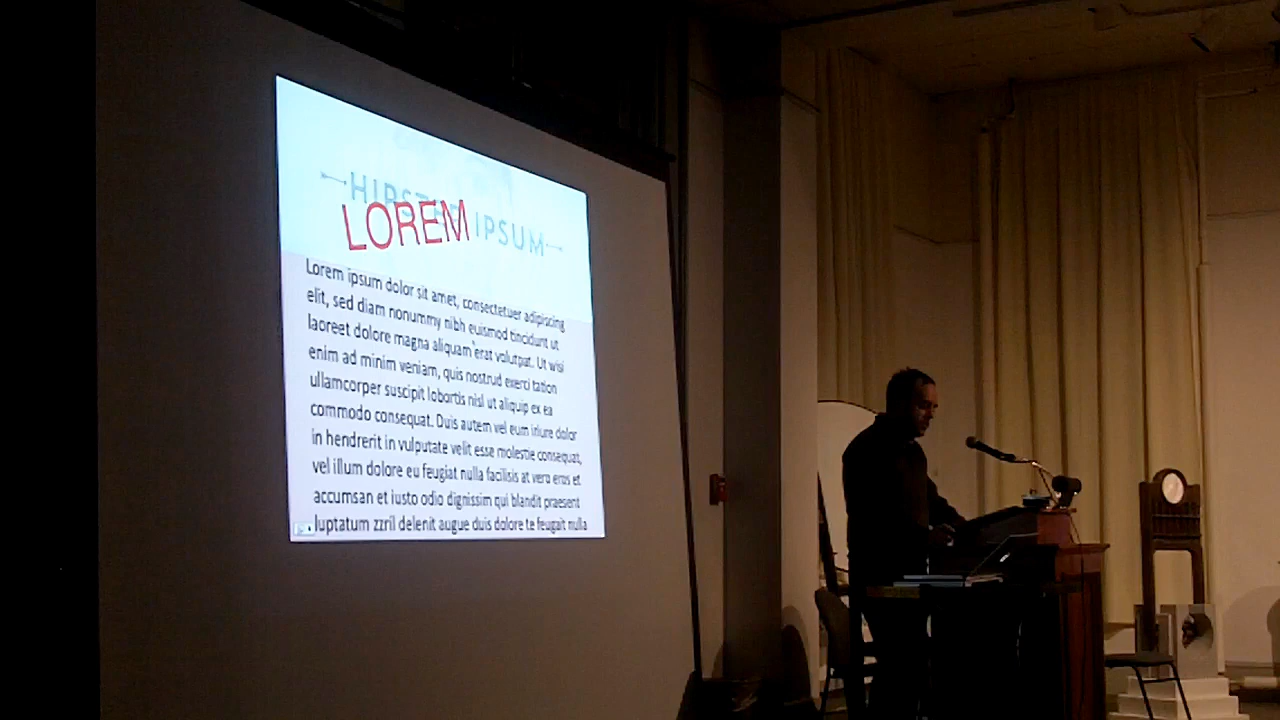 HIPSTER IPSUM
LOREM
Lorem ipsum dolor sit amet, consectetuer adipiscing
elit, sed diam nonummy nibh euismod tincidunt ut
laoreet dolore magna aliquam erat volutpat. Ut wisi
enim ad minim veniam, quis nostrud exerci tation
ullamcorper suscipit lobortis nisl ut aliquip ex ea
commodo consequat. Duis autem vel eum iriure dolor
in hendrerit in vulputate velit esse molestie consequat,
vel illum dolore eu feugiat nulla facilisis at vero eros et
accumsan et iusto odio dignissim qui blandit praesent
luptatum zzril delenit augue duis dolore te feugait nulla